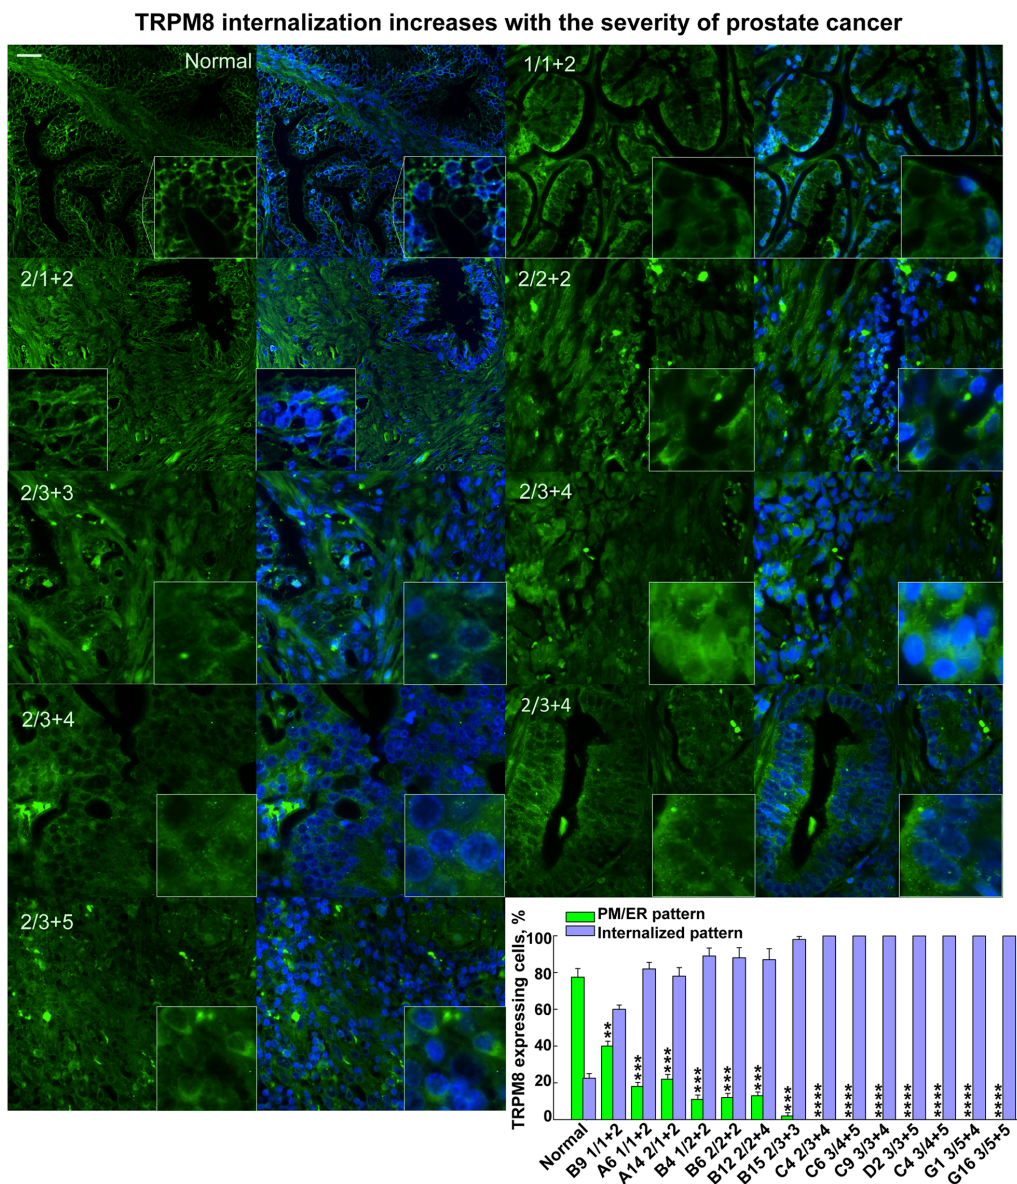 TRPM8 internalization increases with the severity of prostate cancer
Normal
1/1+2
2/1+2
2/2+2
2/3+3
2/3+4
2/3+4
2/3+4
2/3+5
PM/ER pattern
Internalized pattern
TRPM8 expressing cells, %
100
80
60
40
20
0
**
***
***
***
***
***
***
****
****
****
****
****
****
****
Normal
B9 1/1+2
A6 1/1+2
A14 2/1+2
B4 1/2+2
B6 2/2+2
B12 2/2+4
B15 2/3+3
C4 2/3+4
C6 3/4+5
C9 3/3+4
D2 3/3+5
C4 3/4+5
G1 3/5+4
G16 3/5+5